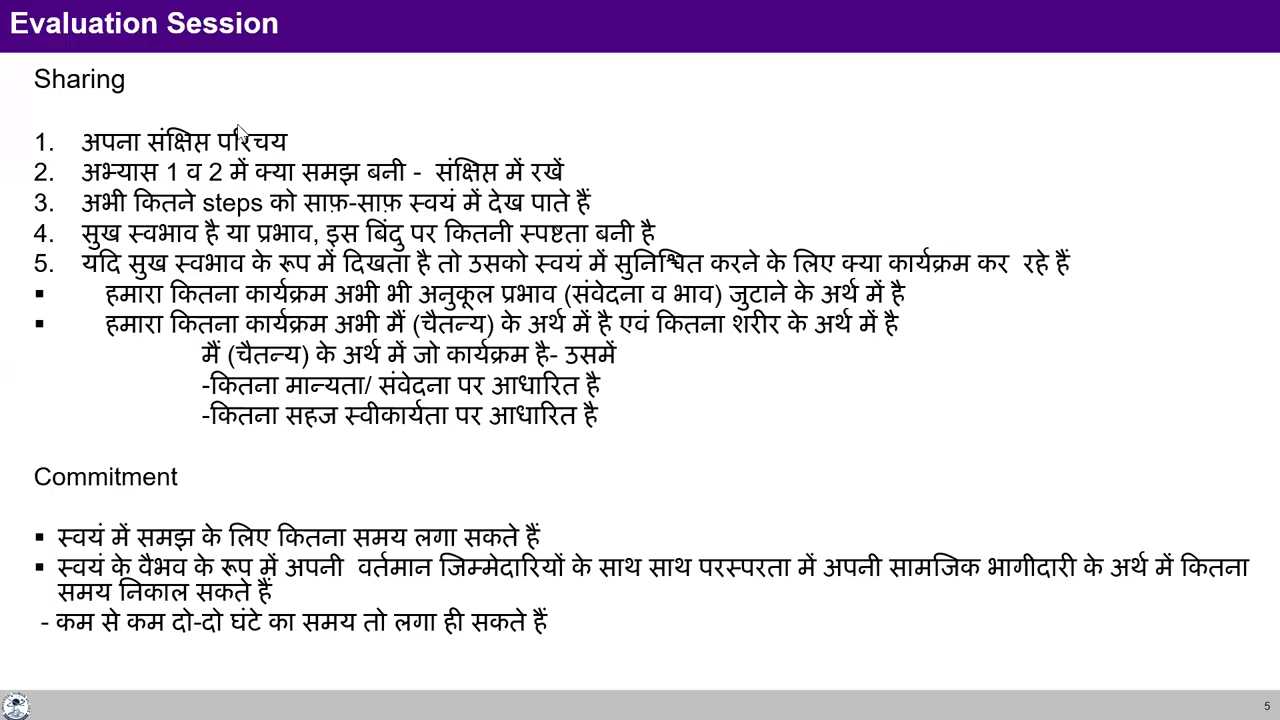 Evaluation Session
Sharing
1. अपना संक्षिप्त परिचय
2. अभ्यास 1 व 2 में क्या समझ बनी - संक्षिप्त में रखें
3. अभी कितने steps को साफ़-साफ़ स्वयं में देख पाते हैं
4. सुख स्वभाव है या प्रभाव, इस बिंदु पर कितनी स्पष्टता बनी है
5. यदि सुख स्वभाव के रूप में दिखता है तो उसको स्वयं में सुनिश्चित करने के लिए क्या कार्यक्रम कर रहे हैं
▪ हमारा कितना कार्यक्रम अभी भी अनुकूल प्रभाव (संवेदना व भाव) जुटाने के अर्थ में है
▪ हमारा कितना कार्यक्रम अभी मैं (चैतन्य) के अर्थ में है एवं कितना शरीर के अर्थ में है
मैं (चैतन्य) के अर्थ में जो कार्यक्रम है- उसमें
-कितना मान्यता/ संवेदना पर आधारित है
-कितना सहज स्वीकार्यता पर आधारित है
Commitment
▪ स्वयं में समझ के लिए कितना समय लगा सकते हैं
▪ स्वयं के वैभव के रूप में अपनी वर्तमान जिम्मेदारियों के साथ साथ परस्परता में अपनी सामजिक भागीदारी के अर्थ में कितना
समय निकाल सकते हैं
- कम से कम दो-दो घंटे का समय तो लगा ही सकते हैं
5